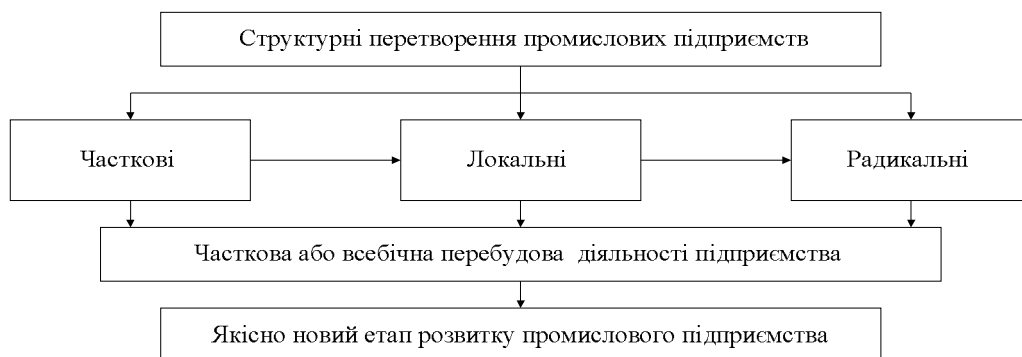 Структурні перетворення промислових підприємств
Часткові
Локальні
Радикальні
Часткова або всебічна перебудова діяльності підприємства
Якісно новий етап розвитку промислового підприємства